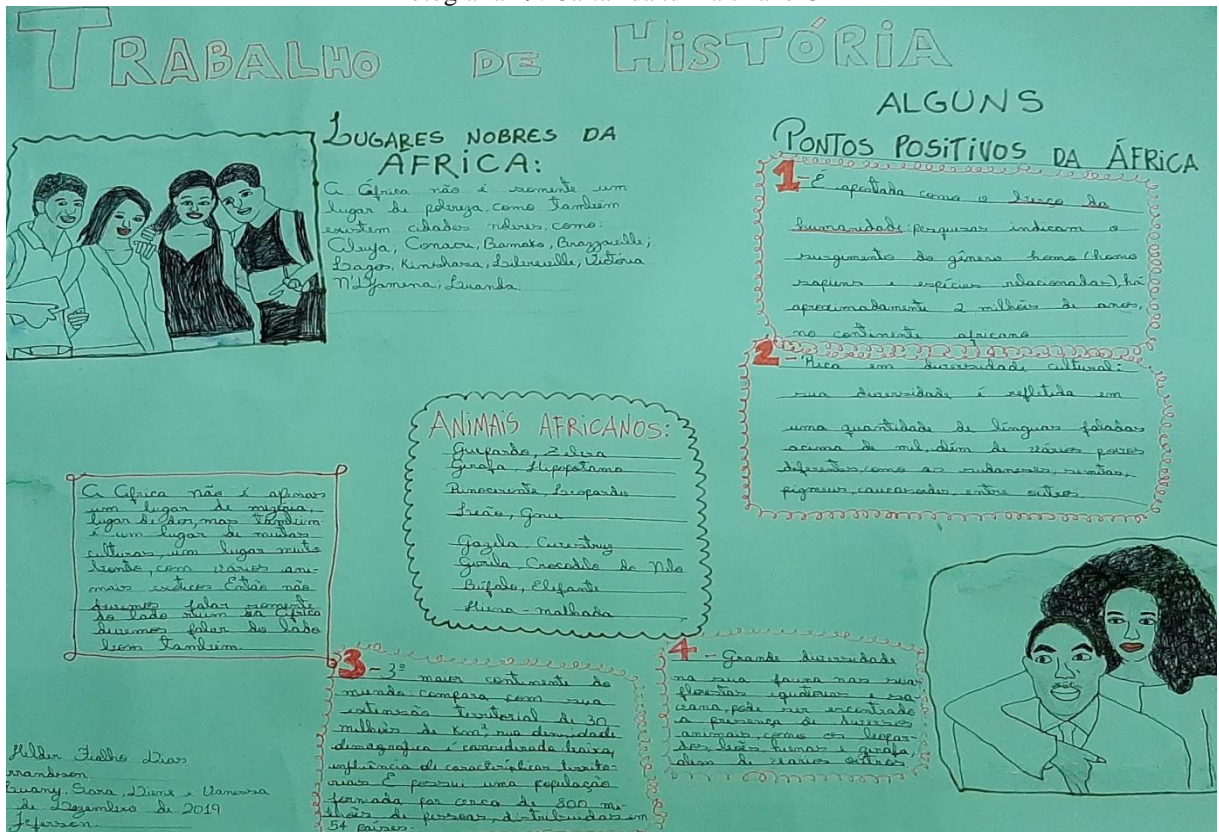 TRABALHO DE HISTÓRIA
LUGARES NOBRES DA
ÁFRICA:
A África não é somente um
lugar de pobreza, como também
existem cidades nobres, como:
Abuja, Conacri, Bamako, Brazzaville;
Lagos, Kinshasa, Libreville, Victória
N'Djamena, Luanda.
ALGUNS
PONTOS POSITIVOS DA ÁFRICA
1 - É apontada como o berço da
humanidade: pesquisas indicam o
surgimento do gênero homo (homo
sapiens e espécies relacionadas), há
aproximadamente 2 milhões de anos,
no continente africano
2 - Rica em diversidade cultural:
sua diversidade é refletida em
uma quantidade de línguas faladas
acima de mil, além de vários povos
diferentes, como os sudaneses, semitas,
pigmeus, caucasoides, entre outros.
ANIMAIS AFRICANOS:
Guepardo, Zebra
Girafa, Hipopótamo
Rinoceronte, Leopardo
Leão, Gnu
Gazela Avestruz
Gorila Crocodilo do Nilo
Búfalo, Elefante
Hiena - malhada
A África não é apenas
um lugar de mizéria,
lugar de dor, mas também
é um lugar de muitas
culturas, um lugar muito
bonito, com vários ani-
mais exóticos Então não
devemos falar somente
do lado ruim da África
devemos falar do lado
bom também.
3 - 3º maior continente do
mundo: compara com sua
extensão territorial de 30
milhões de Km², sua densidade
demográfica é considerada baixa,
influência de características territo-
riais É possui uma população
formada por cerca de 800 mi-
lhões de pessoas, distribuidas em
54 países.
4 - Grande diversidade
na sua fauna nas suas
florestas equatoriais e sa-
vana, pode ser encontrado
a presença de diversos
animais, como os leopar-
dos, leões, hienas e girafa,
além de vários outros.
Helder Fialho Dias
Sara, Diene e Vanessa
de Dezembro de 2019
Jeferson.